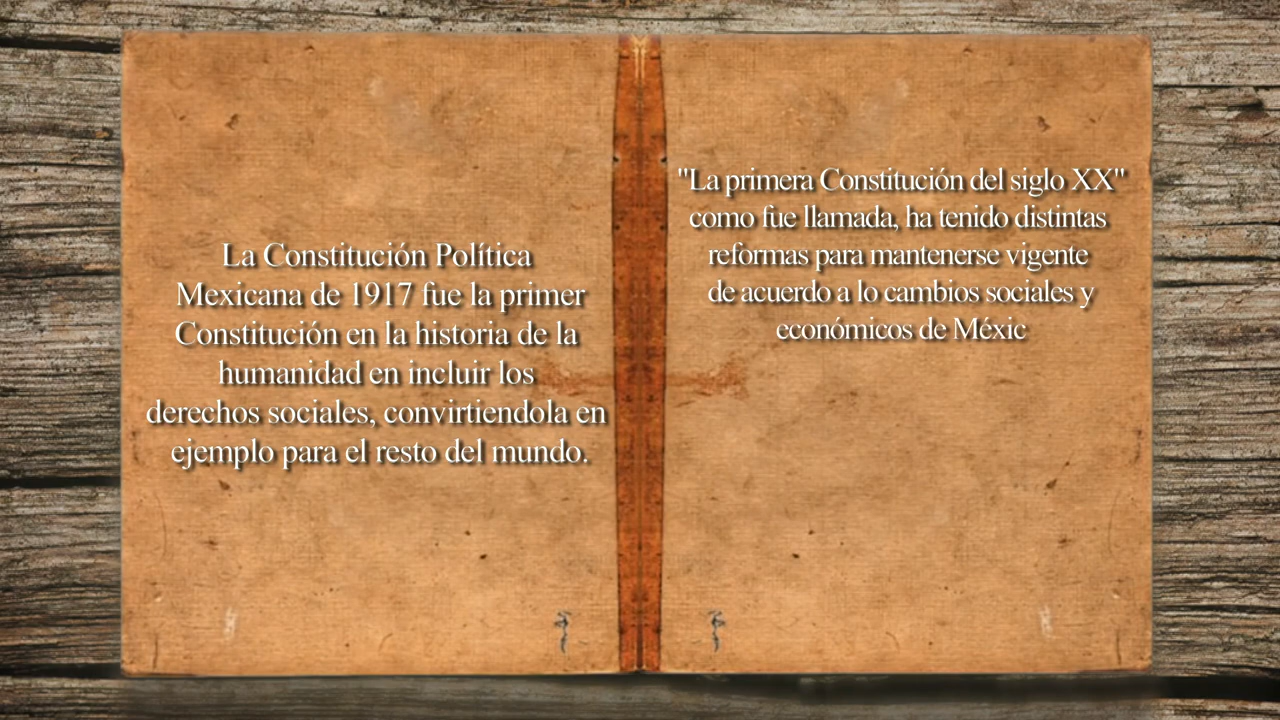 La Constitución Política
Mexicana de 1917 fue la primer
Constitución en la historia de la
humanidad en incluir los
derechos sociales, convirtiendola en
ejemplo para el resto del mundo.
"La primera Constitución del siglo XX"
como fue llamada, ha tenido distintas
reformas para mantenerse vigente
de acuerdo a lo cambios sociales y
económicos de Méxic